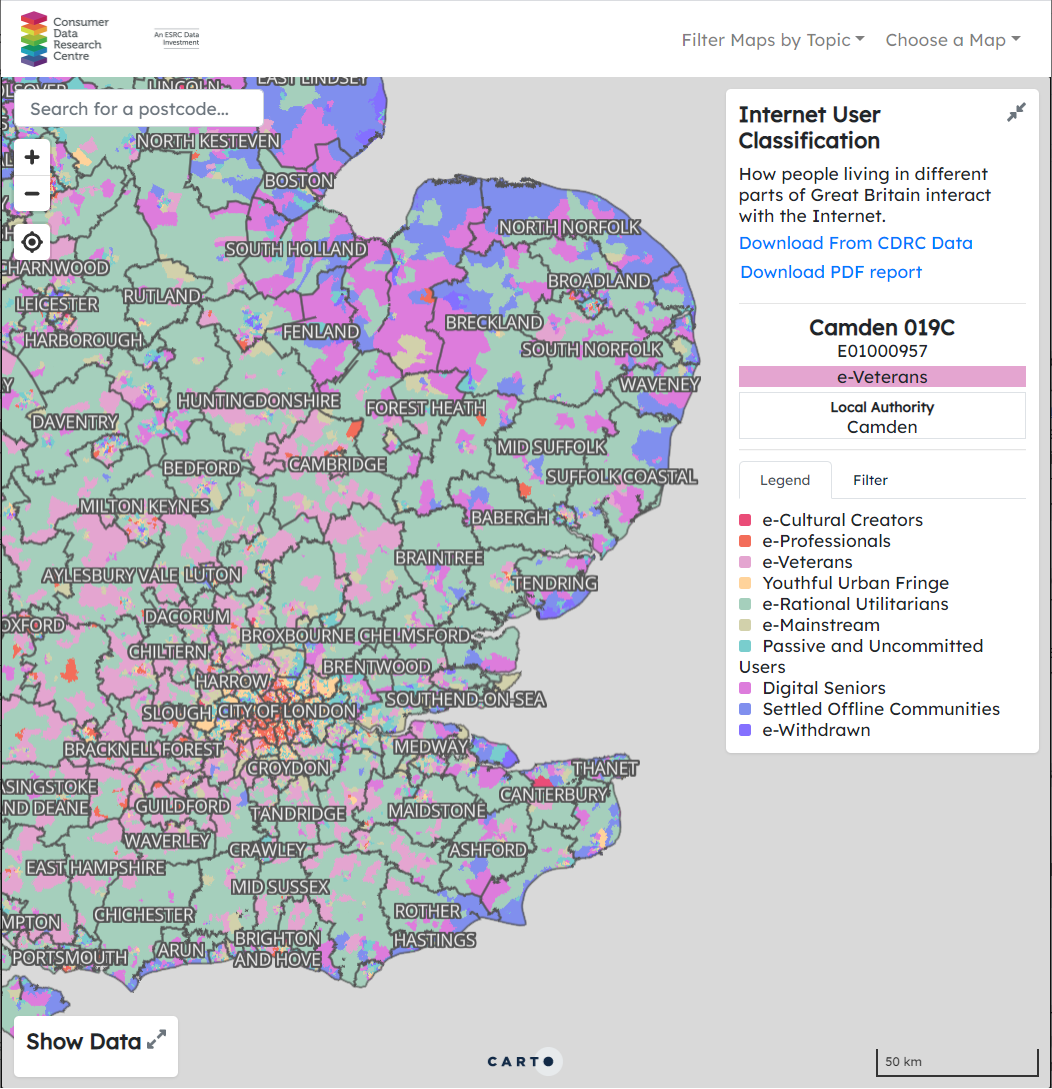 Consumer
Data
Research
Centre
An ESRC Data
Investment
Filter Maps by Topic
Choose a Map
EAST LINDSEY
LINCOLN
Search for a postcode...
NORTH KESTEVEN
BOSTON
NORTH NORFOLK
SOUTH HOLLAND
CHARNWOOD
BROADLAND
LEICESTER
RUTLAND
BRECKLAND
FENLAND
HARBOROUGH
SOUTH NORFOLK
WAVENEY
HUNTINGDONSHIRE
FOREST HEATH
DAVENTRY
MID SUFFOLK
BEDFORD
CAMBRIDGE
SUFFOLK COASTAL
MILTON KEYNES
BABERGH
BRAINTREE
AYLESBURY VALE
LUTON
TENDRING
DACORUM
OXFORD
BROXBOURNE
CHELMSFORD
CHILTERN
BRENTWOOD
HARROW
SOUTHEND-ON-SEA
SLOUGH
CITY OF LONDON
BRACKNELL FOREST
MEDWAY
CROYDON
THANET
ASINGSTOKE
ND DEANE
CANTERBURY
GUILDFORD
TANDRIDGE
MAIDSTONE
WAVERLEY
CRAWLEY
ASHFORD
EAST HAMPSHIRE
MID SUSSEX
CHICHESTER
ROTHER
MPTON
BRIGHTON
AND HOVE
HASTINGS
ARUN
PORTSMOUTH
Internet User
Classification
How people living in different
parts of Great Britain interact
with the Internet.
Download From CDRC Data
Download PDF report
Camden 019C
E01000957
e-Veterans
Local Authority
Camden
Legend
Filter
e-Cultural Creators
e-Professionals
e-Veterans
Youthful Urban Fringe
e-Rational Utilitarians
e-Mainstream
Passive and Uncommitted
Users
Digital Seniors
Settled Offline Communities
e-Withdrawn
Show Data
CARTO
50 km